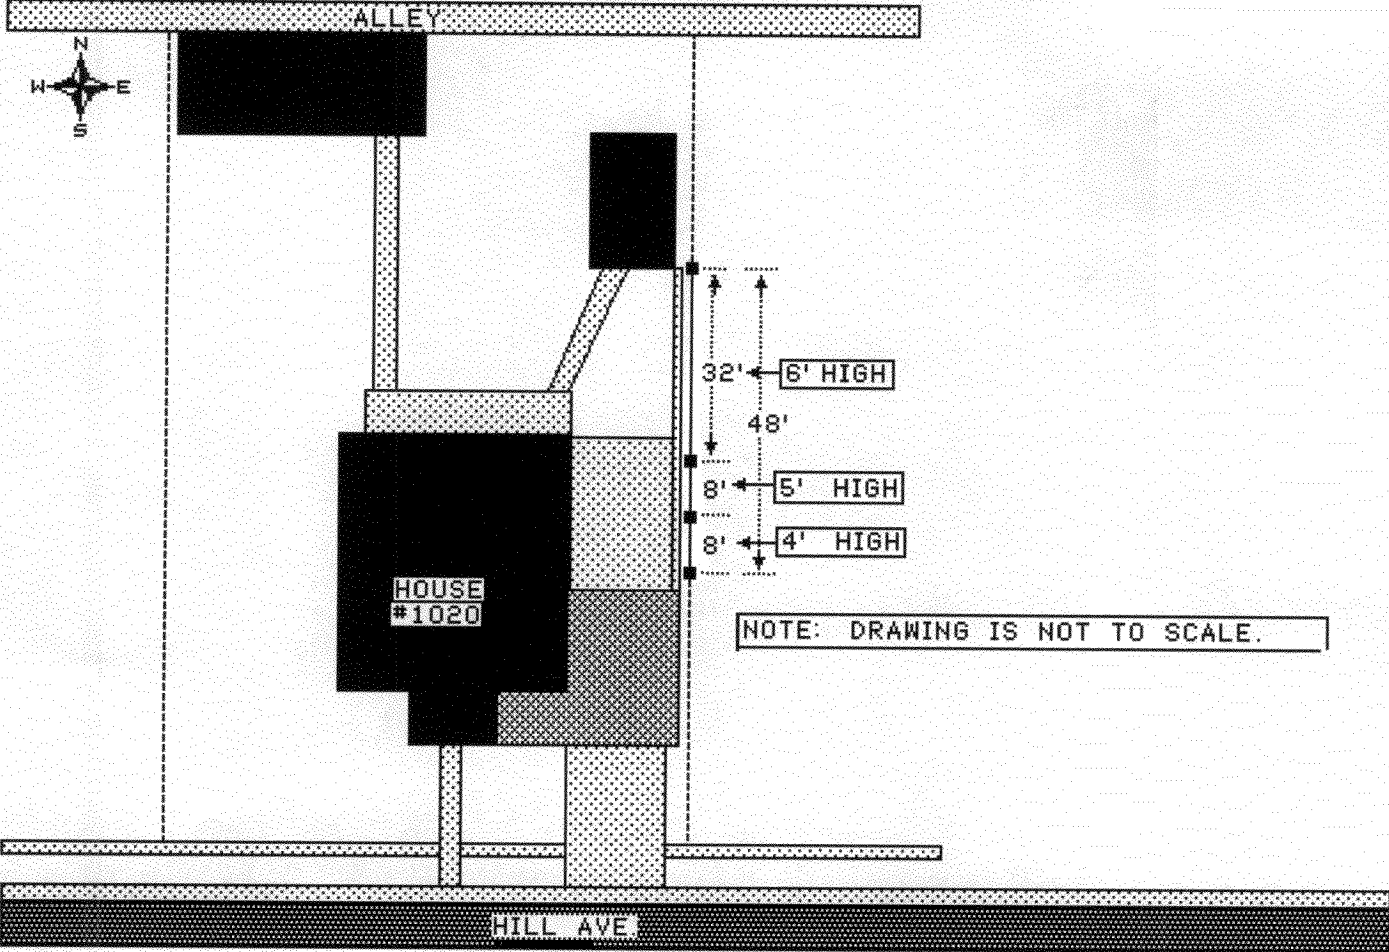 ALLEY
N
W E
S
32'
6' HIGH
48'
8'
5' HIGH
8'
4' HIGH
HOUSE
#1020
NOTE: DRAWING IS NOT TO SCALE.
HILL AVE.